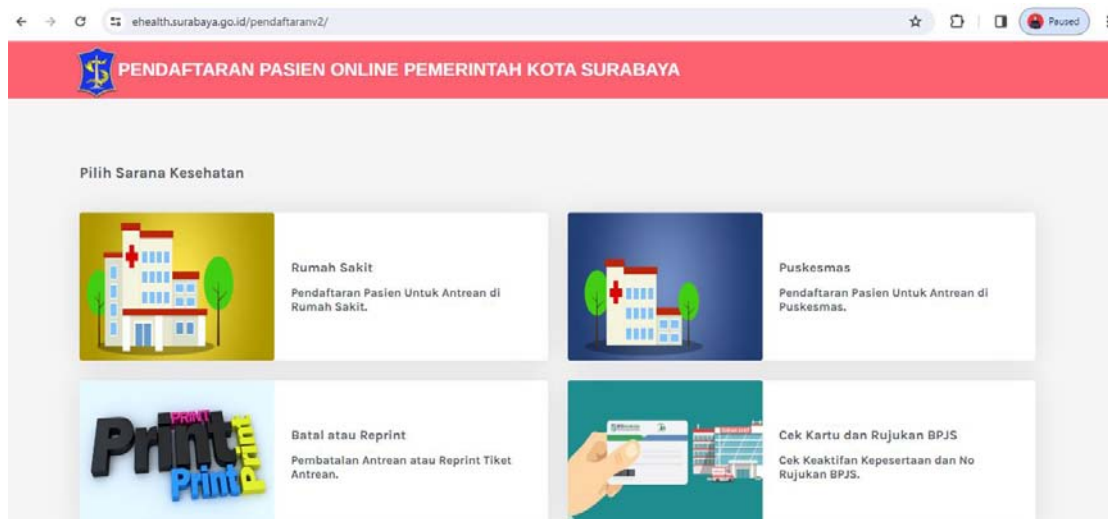 ehealth.surabaya.go.id/pendaftaranv2/
Paused
PENDAFTARAN PASIEN ONLINE PEMERINTAH KOTA SURABAYA
Pilih Sarana Kesehatan
Rumah Sakit
Pendaftaran Pasien Untuk Antrean di
Rumah Sakit.
Puskesmas
Pendaftaran Pasien Untuk Antrean di
Puskesmas.
PRINT
Print
Print
Print
Batal atau Reprint
Pembatalan Antrean atau Reprint Tiket
Antrean.
Cek Kartu dan Rujukan BPJS
Cek Keaktifan Kepesertaan dan No
Rujukan BPJS.